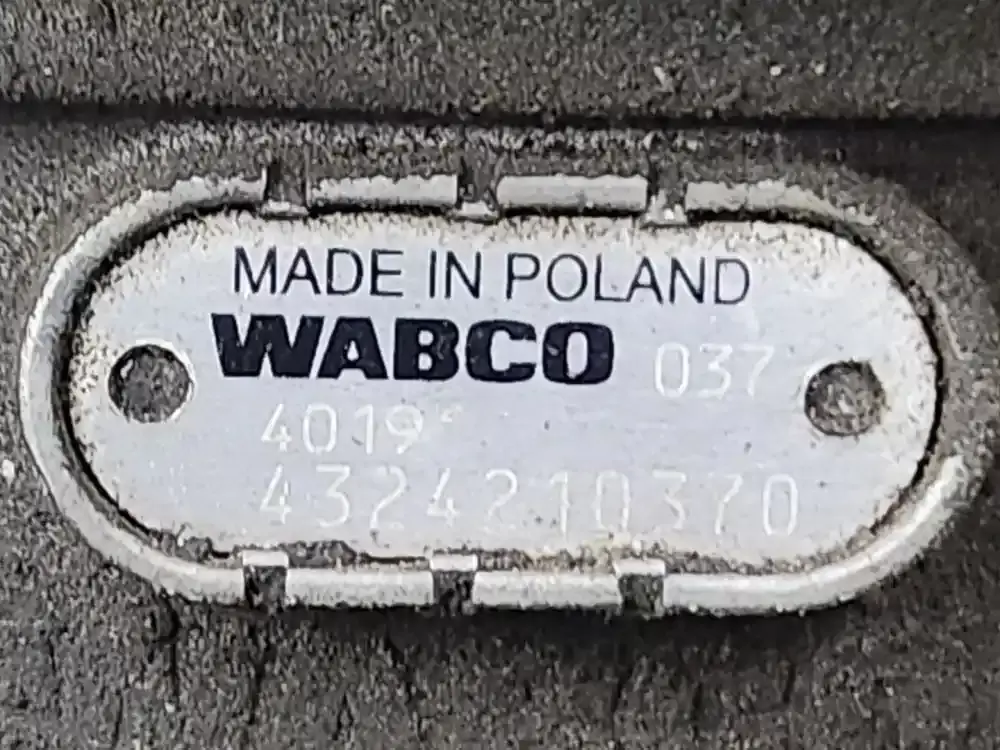 MADE IN POLAND
WABCO 037
4019
4324210370